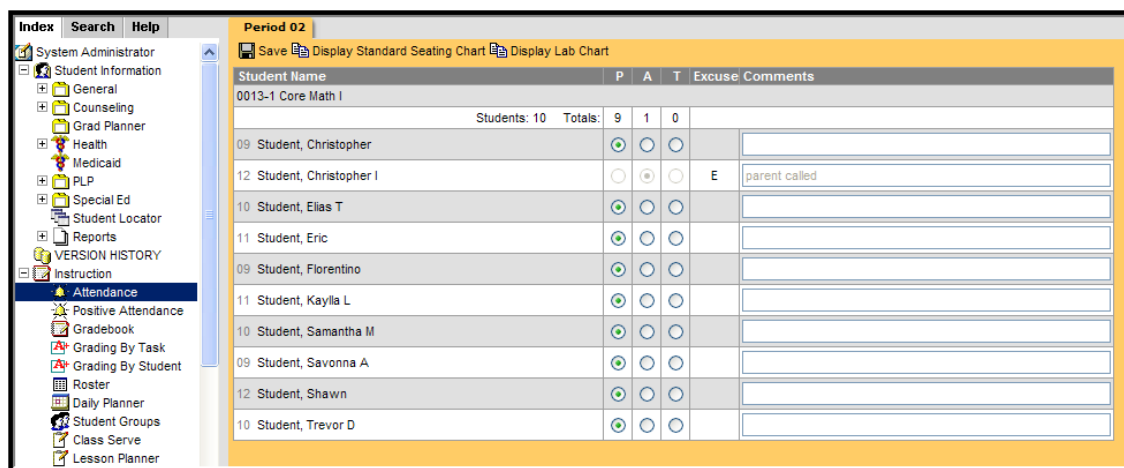 Index Search Help
System Administrator
Student Information
General
Counseling
Grad Planner
Health
Medicaid
PLP
Special Ed
Student Locator
Reports
VERSION HISTORY
Instruction
Attendance
Positive Attendance
Gradebook
Grading By Task
Grading By Student
Roster
Daily Planner
Student Groups
Class Serve
Lesson Planner
Period 02
Save Display Standard Seating Chart Display Lab Chart
Student Name P A T Excuse Comments
0013-1 Core Math I
Students: 10 Totals: 9 1 0
09 Student, Christopher
12 Student, Christopher I E parent called
10 Student, Elias T
11 Student, Eric
09 Student, Florentino
11 Student, Kaylla L
10 Student, Samantha M
09 Student, Savonna A
12 Student, Shawn
10 Student, Trevor D